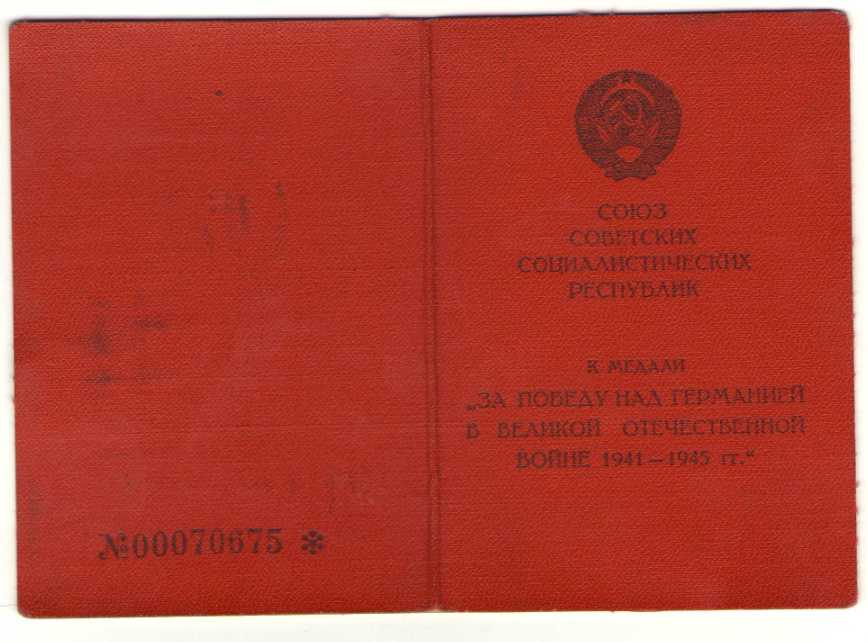 №00070675 *
СОЮЗ
СОВЕТСКИХ
СОЦИАЛИСТИЧЕСКИХ
РЕСПУБЛИК
К МЕДАЛИ
„ЗА ПОБЕДУ НАД ГЕРМАНИЕЙ
В ВЕЛИКОЙ ОТЕЧЕСТВЕННОЙ
ВОЙНЕ 1941—1945 гг.“